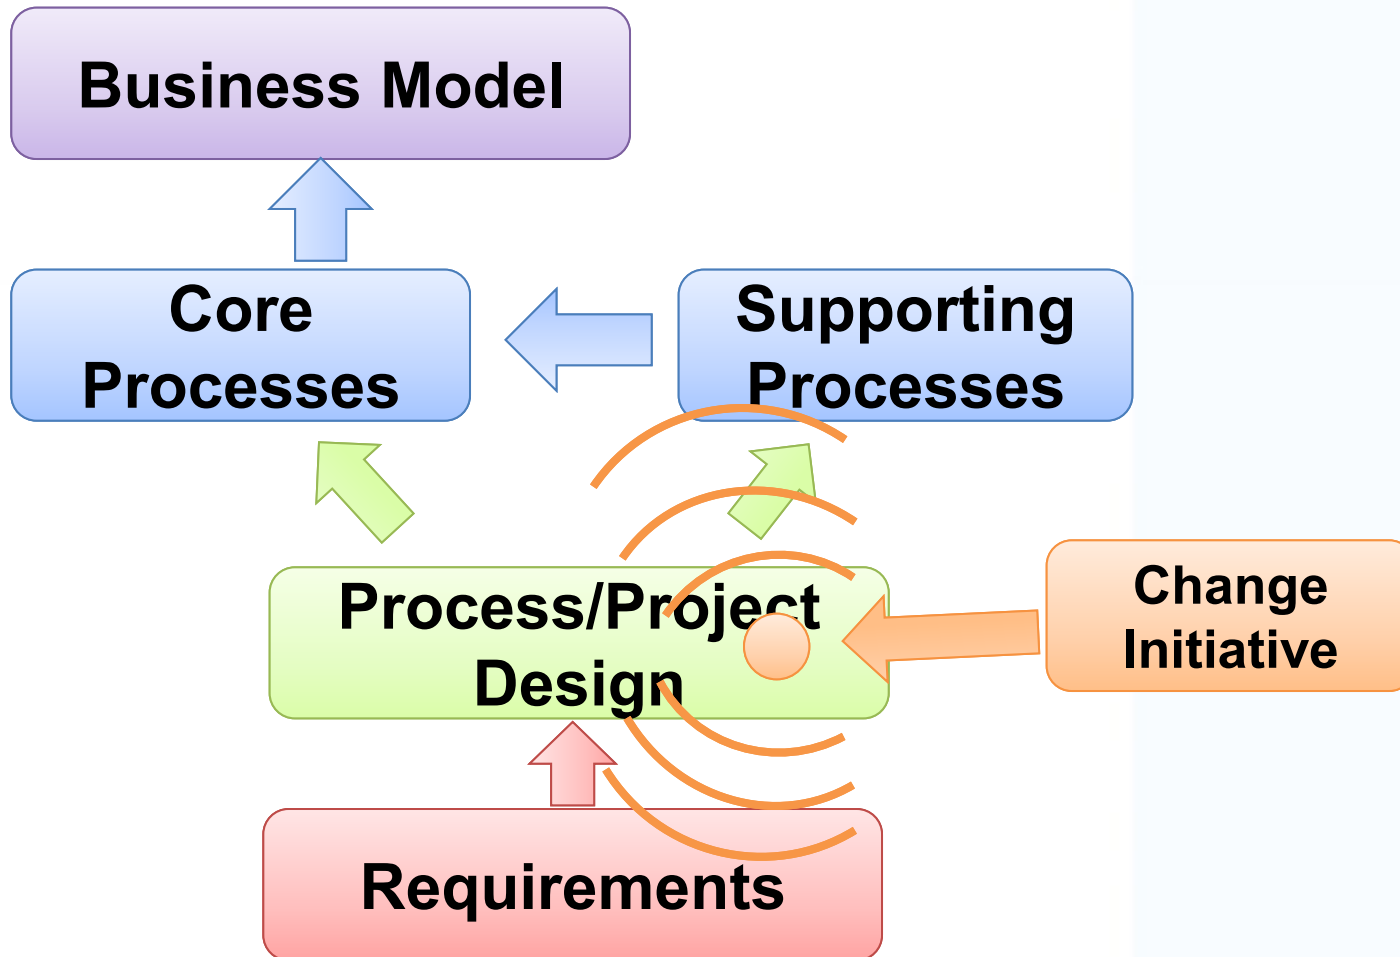 Business Model
Core
Processes
Supporting
Processes
Process/Project
Design
Change
Initiative
Requirements